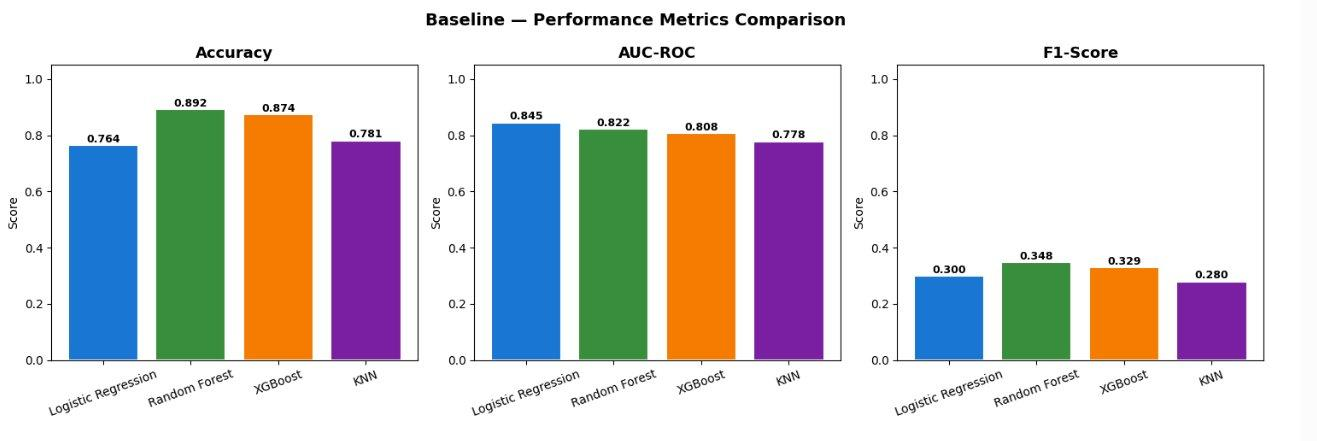 Baseline — Performance Metrics Comparison
Accuracy
Score
1.0
0.8
0.6
0.4
0.2
0.0
0.764
0.892
0.874
0.781
Logistic Regression
Random Forest
XGBoost
KNN
AUC-ROC
Score
1.0
0.8
0.6
0.4
0.2
0.0
0.845
0.822
0.808
0.778
Logistic Regression
Random Forest
XGBoost
KNN
F1-Score
Score
1.0
0.8
0.6
0.4
0.2
0.0
0.300
0.348
0.329
0.280
Logistic Regression
Random Forest
XGBoost
KNN